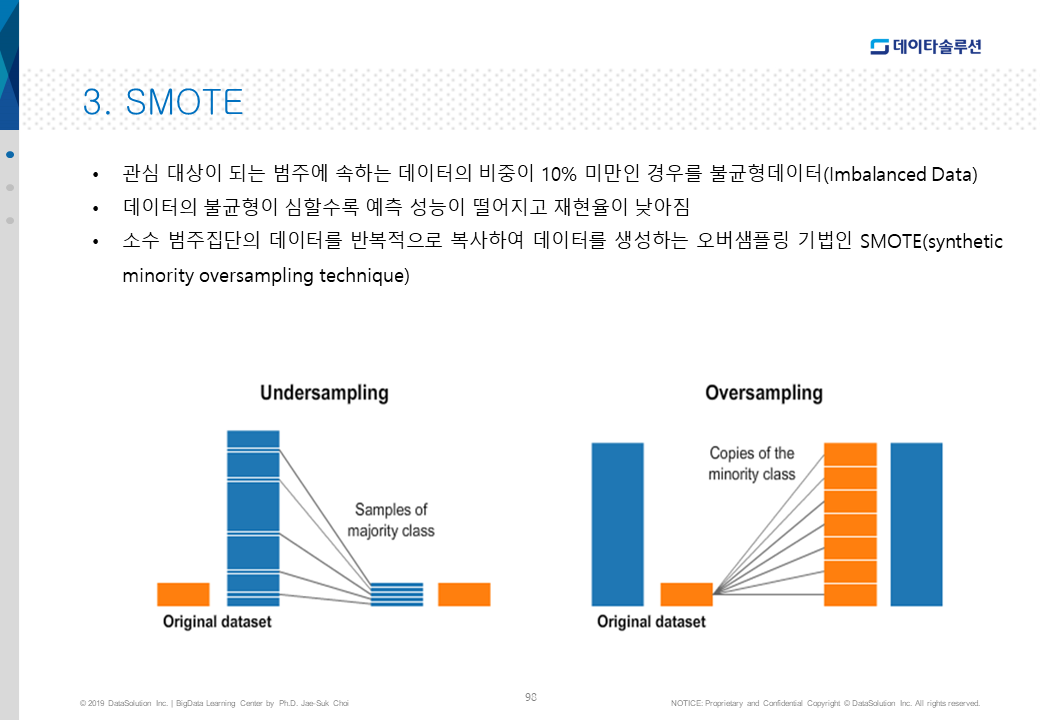 데이타솔루션
3. SMOTE
• 관심 대상이 되는 범주에 속하는 데이터의 비중이 10% 미만인 경우를 불균형데이터(Imbalanced Data)
• 데이터의 불균형이 심할수록 예측 성능이 떨어지고 재현율이 낮아짐
• 소수 범주집단의 데이터를 반복적으로 복사하여 데이터를 생성하는 오버샘플링 기법인 SMOTE(synthetic
minority oversampling technique)
Undersampling
Samples of
majority class
Original dataset
Oversampling
Copies of the
minority class
Original dataset
© 2019 DataSolution Inc. | BigData Learning Center by Ph.D. Jae-Suk Choi
98
NOTICE: Proprietary and Confidential Copyright © DataSolution Inc. All rights reserved.